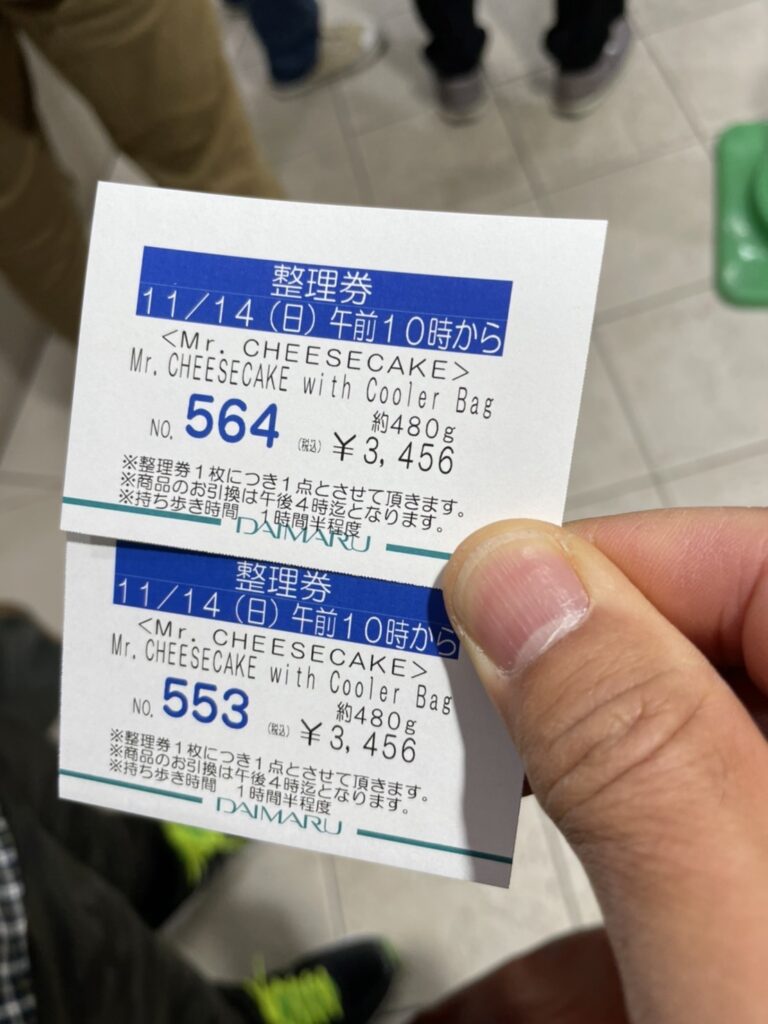 整理券
11/14（日）午前10時から
<Mr. CHEESECAKE>
Mr. CHEESECAKE with Cooler Bag
約480g
NO. 564 （税込）￥3,456
※整理券1枚につき1点とさせて頂きます。
※商品のお引換は午後4時迄となります。
※持ち歩き時間 1時間半程度
DAIMARU
整理券
11/14（日）午前10時から
<Mr. CHEESECAKE>
Mr. CHEESECAKE with Cooler Bag
約480g
NO. 553 （税込）￥3,456
※整理券1枚につき1点とさせて頂きます。
※商品のお引換は午後4時迄となります。
※持ち歩き時間 1時間半程度
DAIMARU